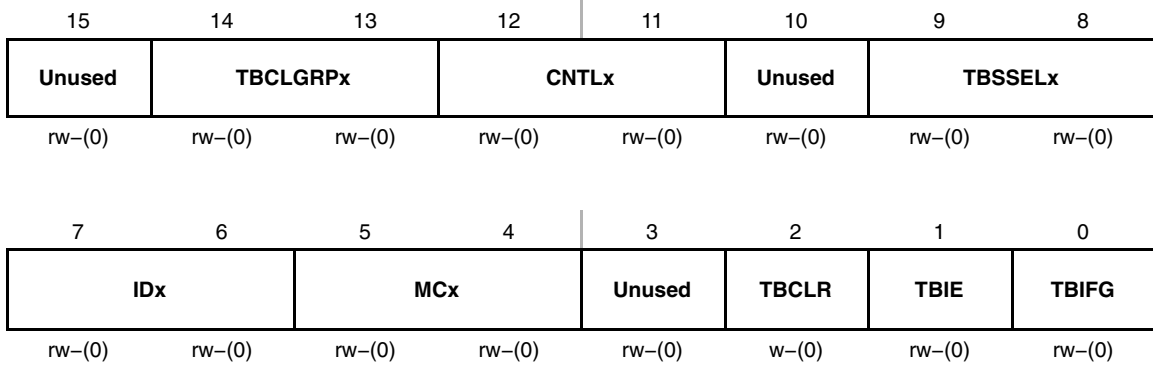 15 14 13 12 11 10 9 8
Unused TBCLGRPx CNTLx Unused TBSSELx
rw−(0) rw−(0) rw−(0) rw−(0) rw−(0) rw−(0) rw−(0) rw−(0)
7 6 5 4 3 2 1 0
IDx MCx Unused TBCLR TBIE TBIFG
rw−(0) rw−(0) rw−(0) rw−(0) rw−(0) w−(0) rw−(0) rw−(0)